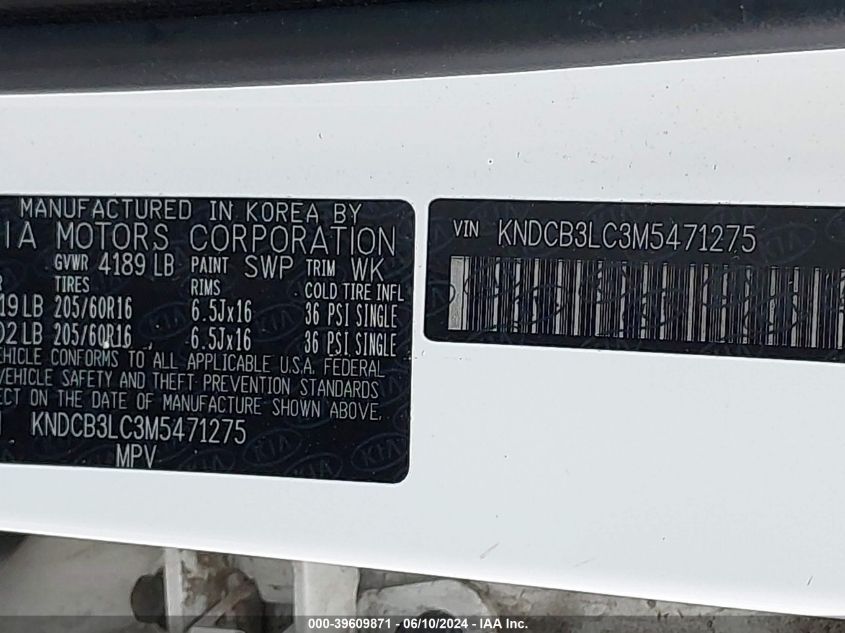 MANUFACTURED IN KOREA BY
IA MOTORS CORPORATION
GVWR 4189 LB PAINT SWP TRIM WK
R TIRES RIMS COLD TIRE INFL
19 LB 205/60R16 6.5Jx16 36 PSI SINGLE
02 LB 205/60R16 6.5Jx16 36 PSI SINGLE
EHICLE CONFORMS TO ALL APPLICABLE U.S.A. FEDERAL
VEHICLE SAFETY AND THEFT PREVENTION STANDARDS
ECT ON THE DATE OF MANUFACTURE SHOWN ABOVE.
KNDCB3LC3M5471275
MPV
VIN KNDCB3LC3M5471275
000-39609871 - 06/10/2024 - IAA Inc.